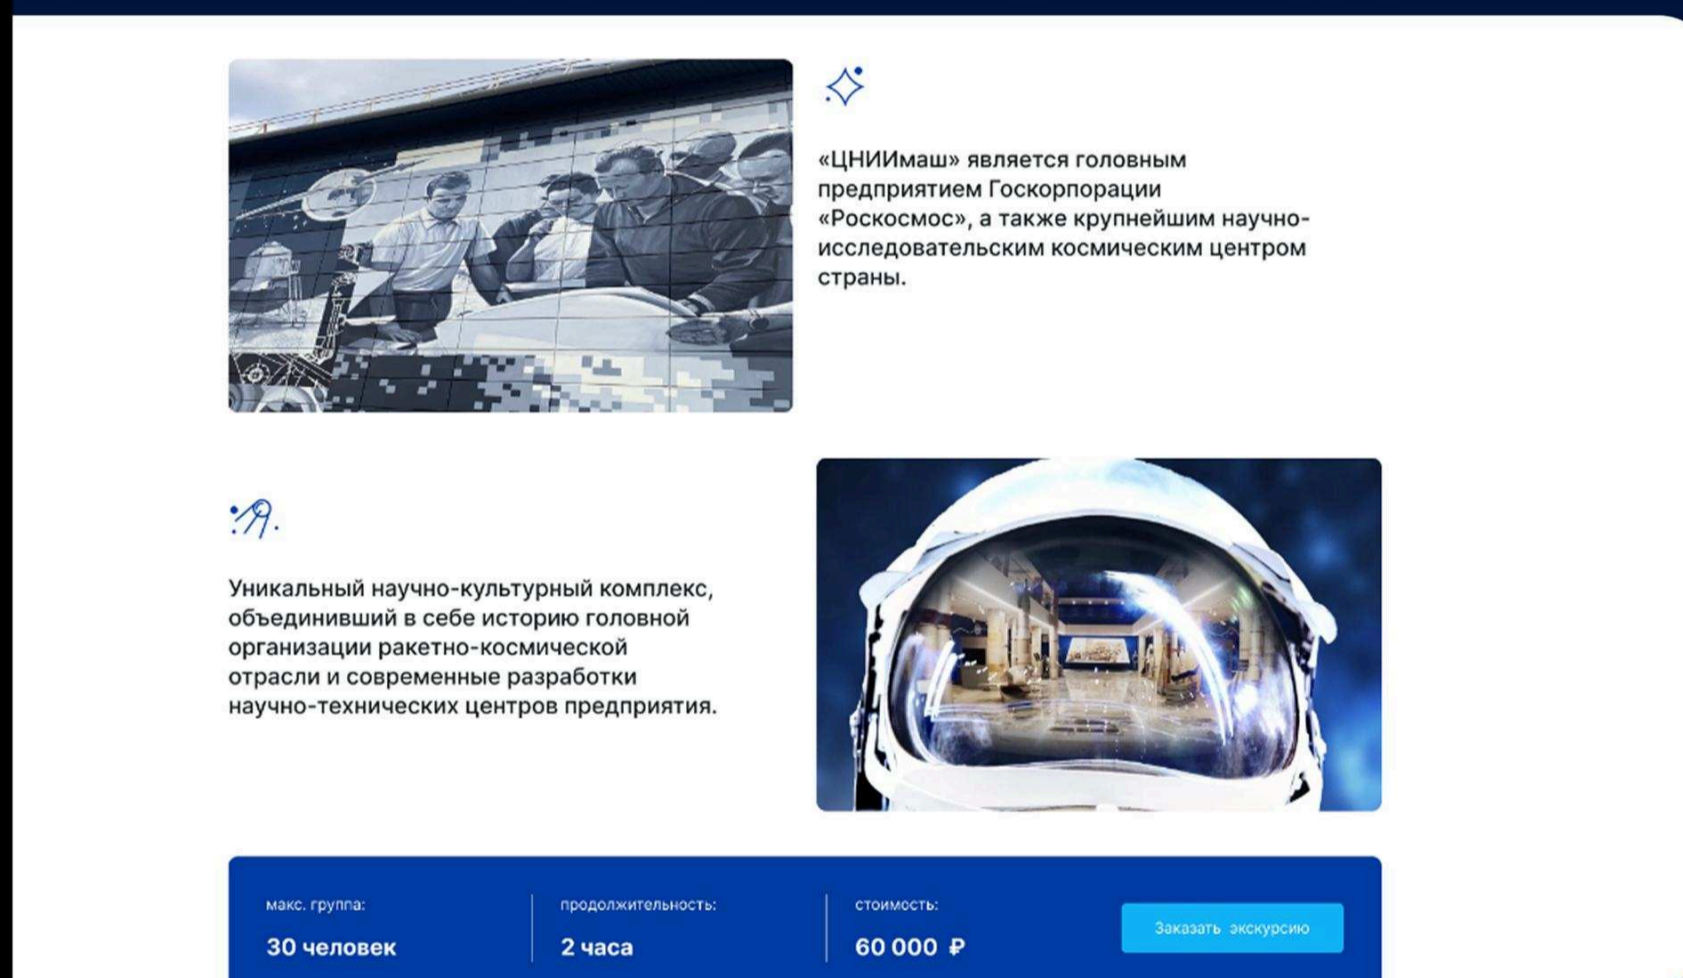 «ЦНИИмаш» является головным
предприятием Госкорпорации
«Роскосмос», а также крупнейшим научно-
исследовательским космическим центром
страны.
Уникальный научно-культурный комплекс,
объединивший в себе историю головной
организации ракетно-космической
отрасли и современные разработки
научно-технических центров предприятия.
макс. группа:
30 человек
продолжительность:
2 часа
стоимость:
60 000 ₽
Заказать экскурсию